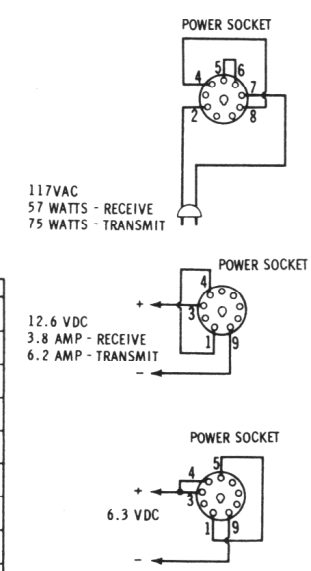 POWER SOCKET
5 6
4 7
2 8
117VAC
57 WATTS - RECEIVE
75 WATTS - TRANSMIT
POWER SOCKET
4
+ 3
12.6 VDC
3.8 AMP - RECEIVE
6.2 AMP - TRANSMIT
1 9
-
POWER SOCKET
5
4
+ 3
6.3 VDC
1 9
-